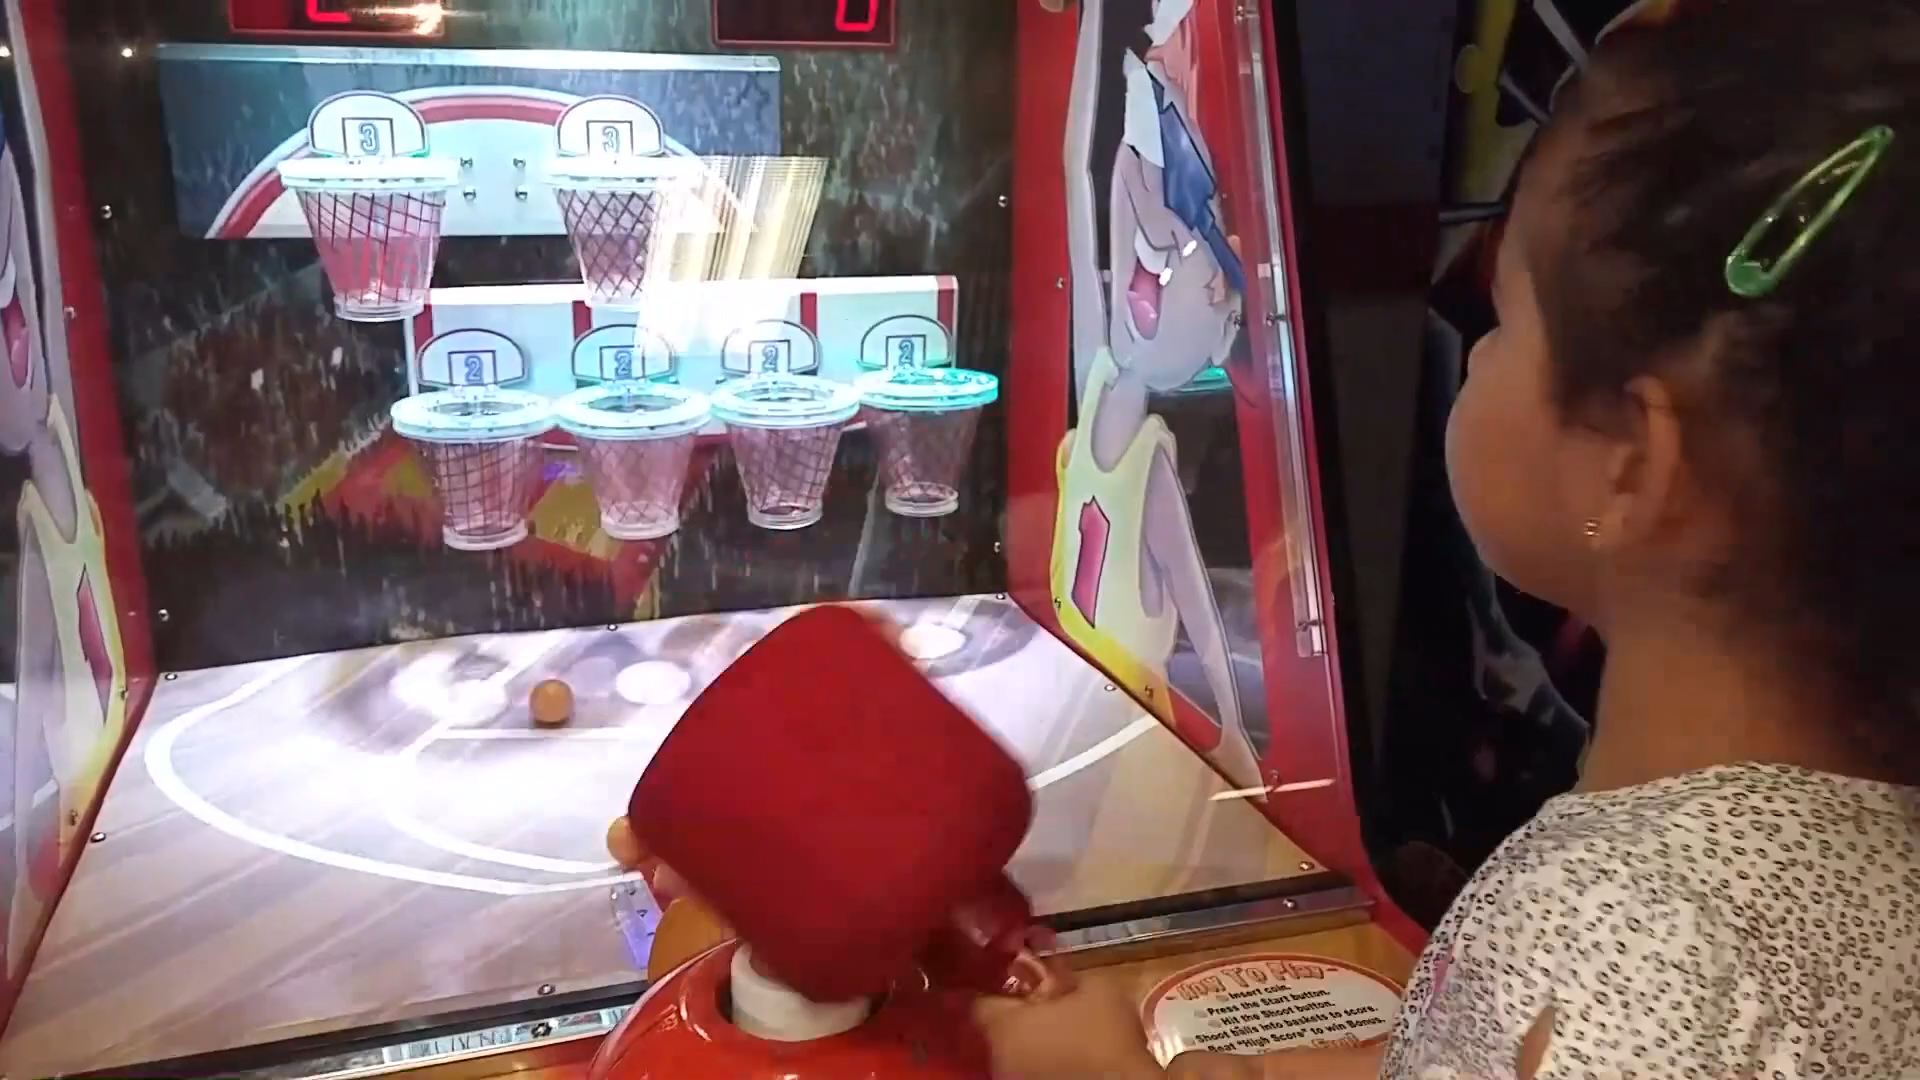 3 3
2 2 2 2
1
How To Play
Insert coin.
Press the Start button.
Hit the Shoot button.
Shoot balls into baskets to score.
Beat "High Score" to win Bonus.